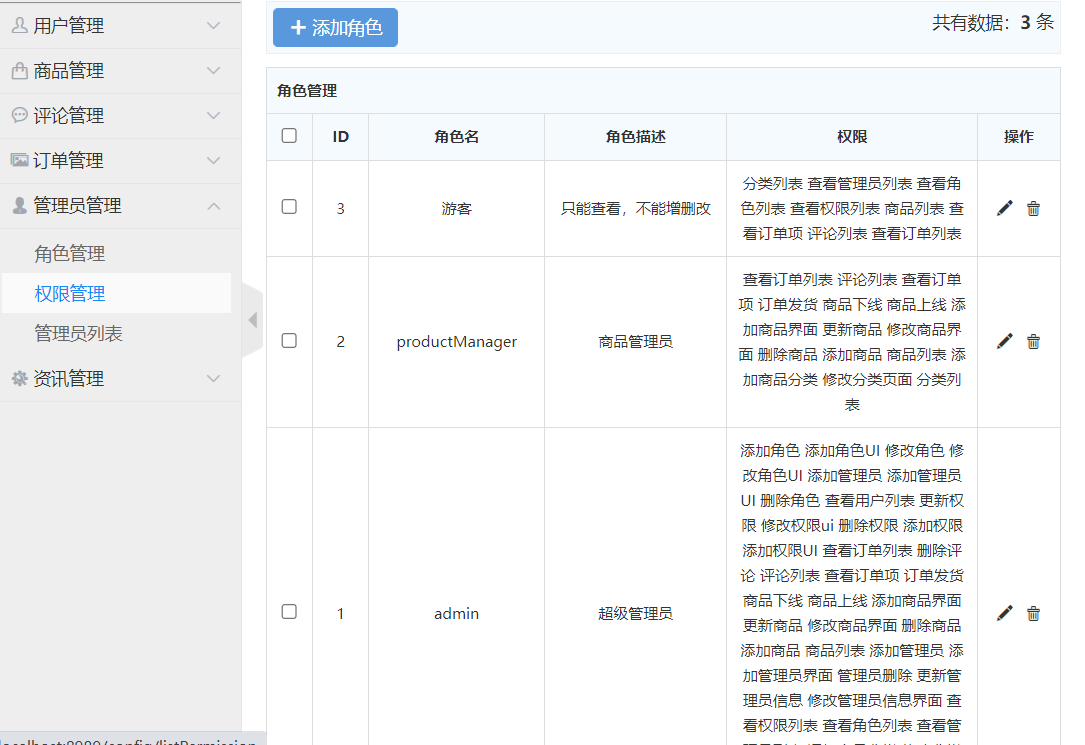 用户管理
商品管理
评论管理
订单管理
管理员管理
角色管理
权限管理
管理员列表
资讯管理
添加角色
共有数据：3 条
角色管理
ID 角色名 角色描述 权限 操作
3 游客 只能查看，不能增删改
分类列表 查看管理员列表 查看角
色列表 查看权限列表 商品列表 查
看订单项 评论列表 查看订单列表
2 productManager 商品管理员
查看订单列表 评论列表 查看订单
项 订单发货 商品下线 商品上线 添
加商品界面 更新商品 修改商品界
面 删除商品 添加商品 商品列表 添
加商品分类 修改分类页面 分类列
表
1 admin 超级管理员
添加角色 添加角色UI 修改角色 修
改角色UI 添加管理员 添加管理员
UI 删除角色 查看用户列表 更新权
限 修改权限ui 删除权限 添加权限
添加权限UI 查看订单列表 删除评
论 评论列表 查看订单项 订单发货
商品下线 商品上线 添加商品界面
更新商品 修改商品界面 删除商品
添加商品 商品列表 添加管理员 添
加管理员界面 管理员删除 更新管
理员信息 修改管理员信息界面 查
看权限列表 查看角色列表 查看管